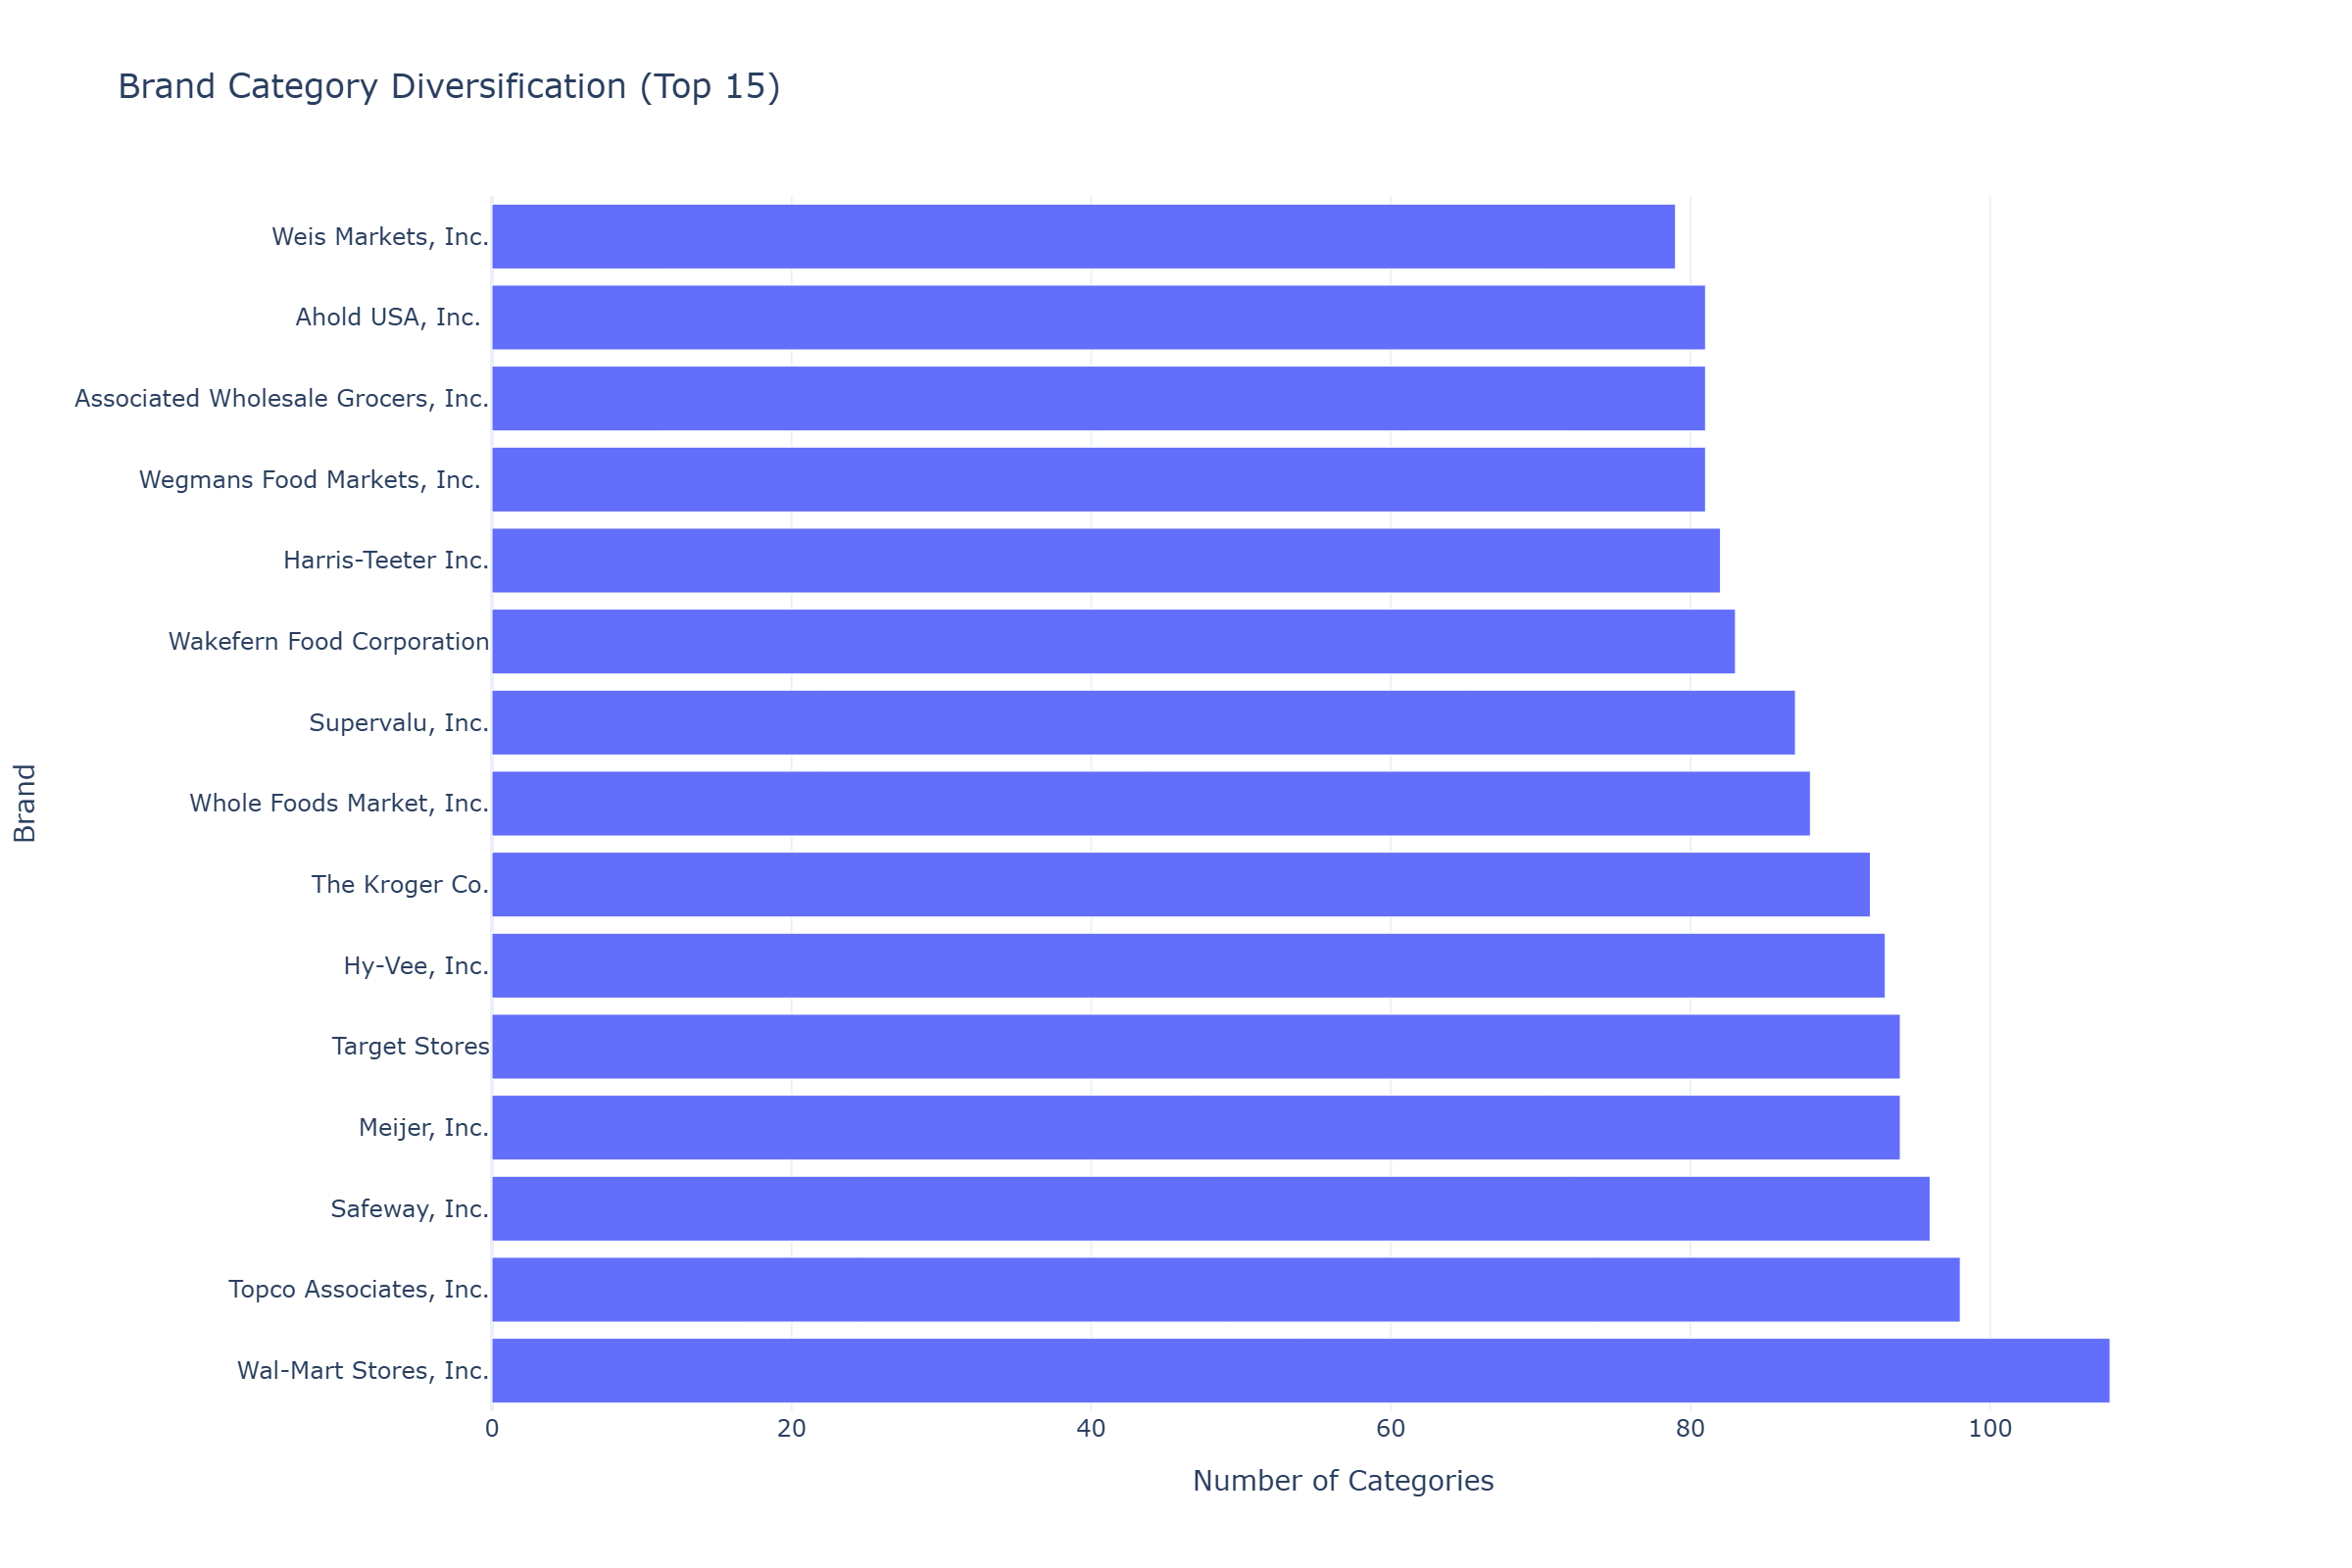 Brand Category Diversification (Top 15)
Weis Markets, Inc.
Ahold USA, Inc.
Associated Wholesale Grocers, Inc.
Wegmans Food Markets, Inc.
Harris-Teeter Inc.
Wakefern Food Corporation
Supervalu, Inc.
Whole Foods Market, Inc.
The Kroger Co.
Hy-Vee, Inc.
Target Stores
Meijer, Inc.
Safeway, Inc.
Topco Associates, Inc.
Wal-Mart Stores, Inc.
Brand
0 20 40 60 80 100
Number of Categories